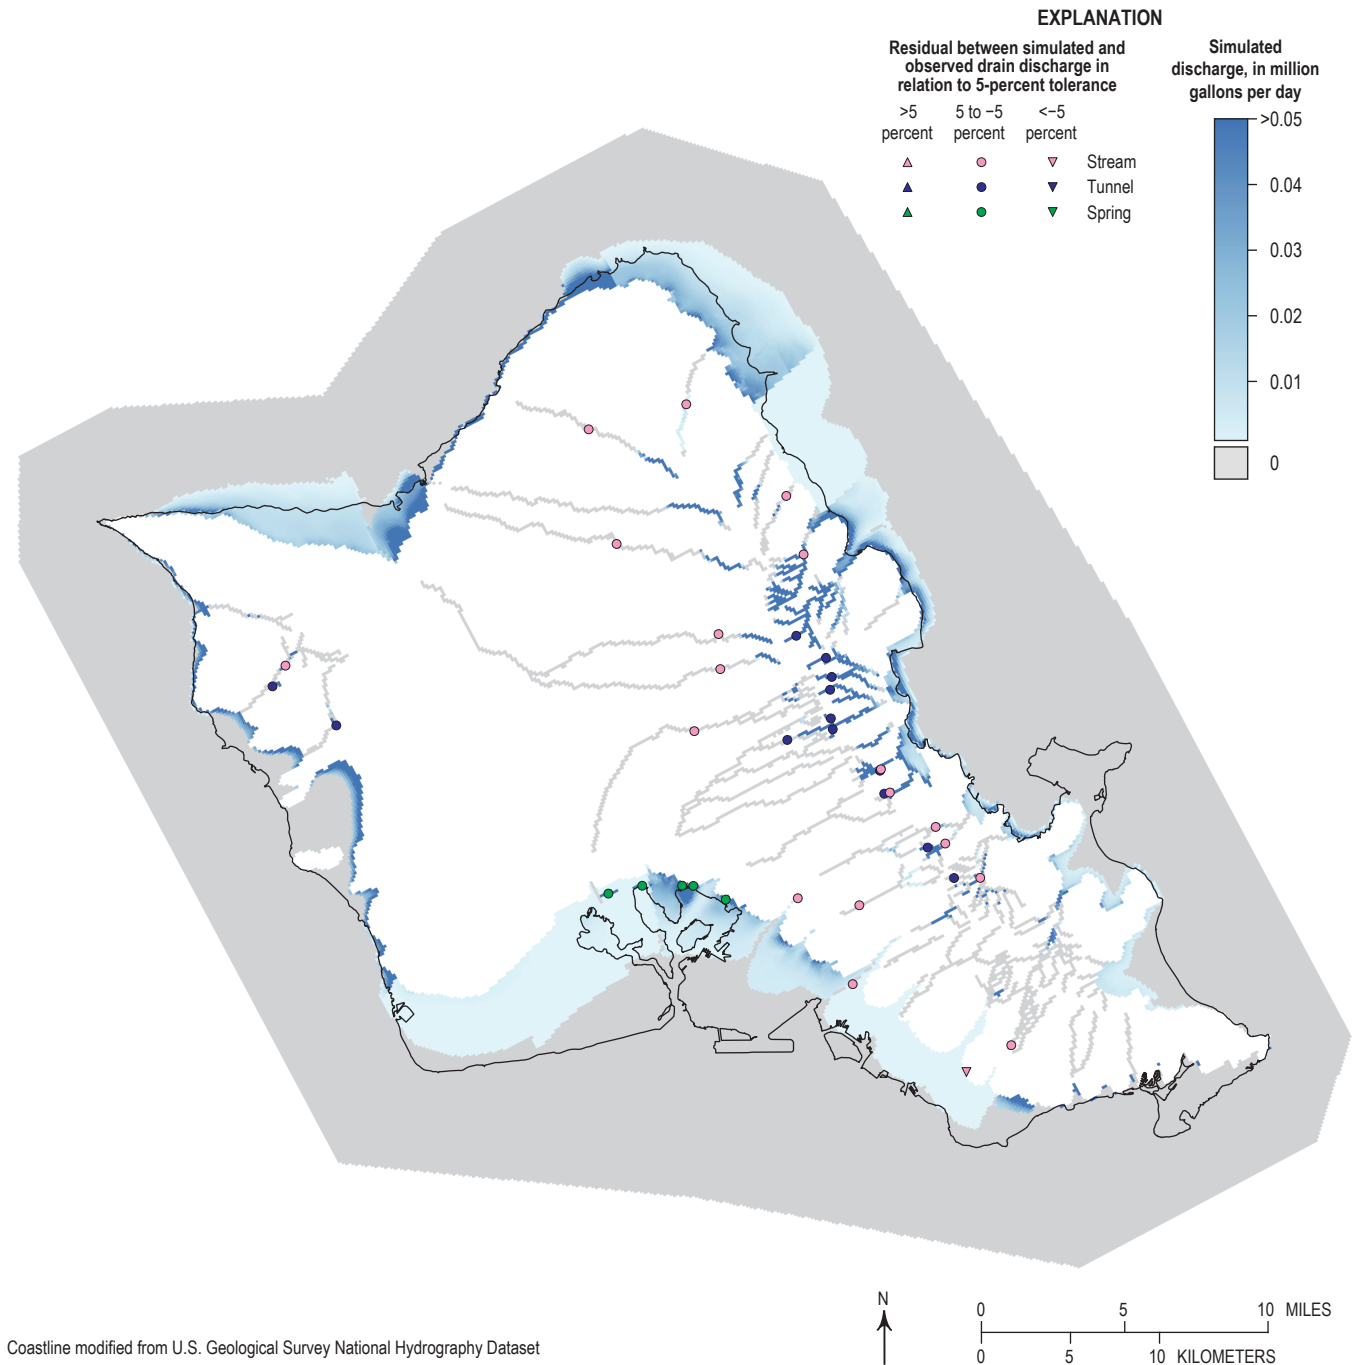 EXPLANATION
Residual between simulated and
observed drain discharge in
relation to 5-percent tolerance
>5
percent
5 to −5
percent
<−5
percent
Stream
Tunnel
Spring
Simulated
discharge, in million
gallons per day
>0.05
0.04
0.03
0.02
0.01
0
N
0 5 10 MILES
0 5 10 KILOMETERS
Coastline modified from U.S. Geological Survey National Hydrography Dataset